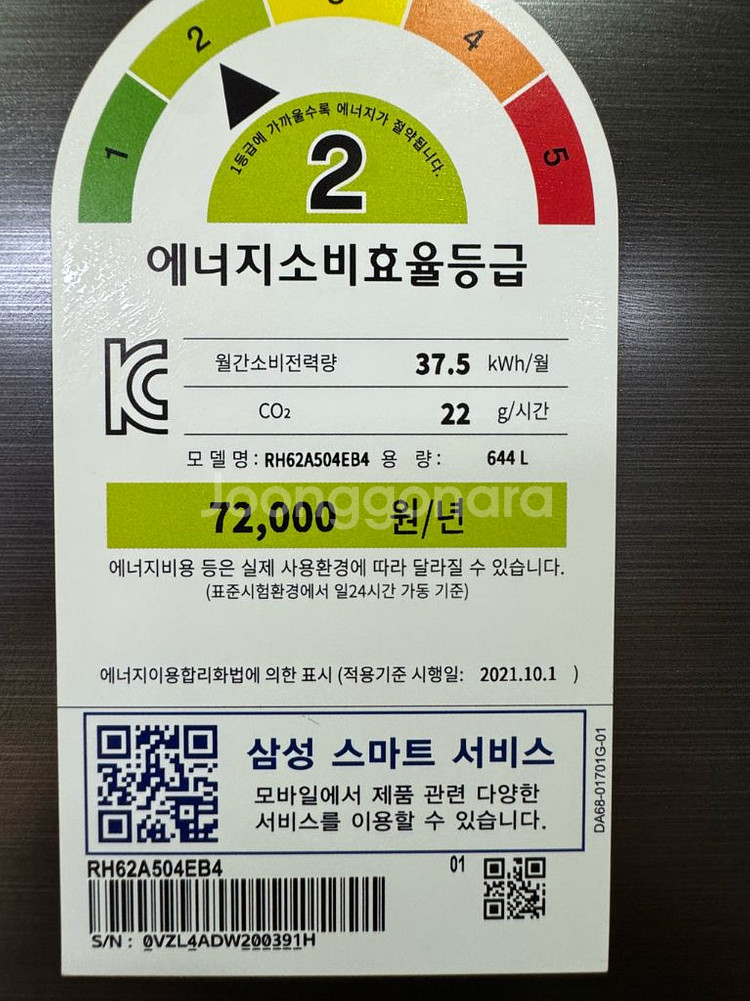 1 2 3 4 5
1등급에 가까울수록 에너지가 절약됩니다.
2
에너지소비효율등급
월간소비전력량 37.5 kWh/월
CO₂ 22 g/시간
모델명: RH62A504EB4 용 량: 644 L
Joonggonara
72,000 원/년
에너지비용 등은 실제 사용환경에 따라 달라질 수 있습니다.
(표준시험환경에서 일24시간 가동 기준)
에너지이용합리화법에 의한 표시 (적용기준 시행일: 2021.10.1 )
삼성 스마트 서비스
모바일에서 제품 관련 다양한
서비스를 이용할 수 있습니다.
DA68-01701G-01
RH62A504EB4 01
S/N : 0VZL4ADW200391H